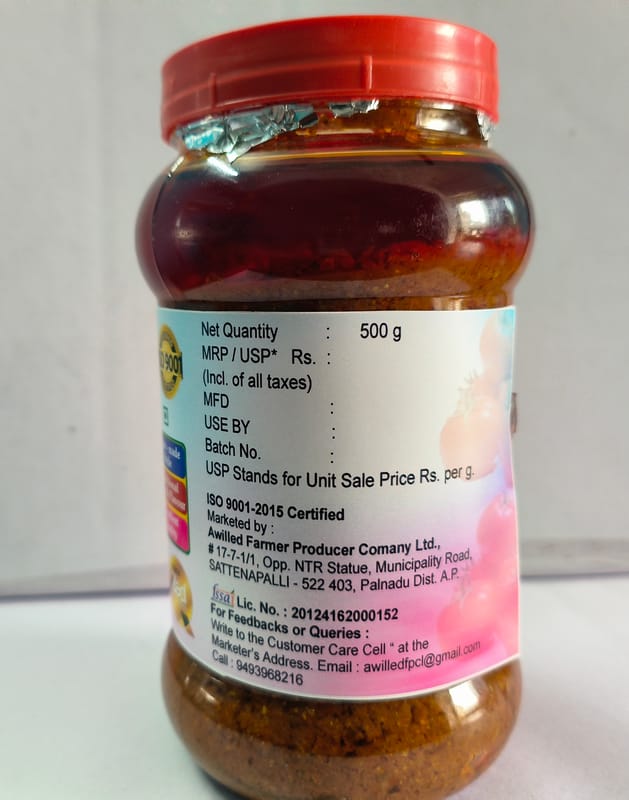 Net Quantity : 500 g
MRP / USP* Rs. :
(Incl. of all taxes)
MFD :
USE BY :
Batch No. :
USP Stands for Unit Sale Price Rs. per g.
ISO 9001-2015 Certified
Marketed by :
Awilled Farmer Producer Comany Ltd.,
# 17-7-1/1, Opp. NTR Statue, Municipality Road,
SATTENAPALLI - 522 403, Palnadu Dist. A.P.
fssai Lic. No. : 20124162000152
For Feedbacks or Queries :
Write to the Customer Care Cell “ at the
Marketer's Address. Email : awilledfpcl@gmail.com
Call : 9493968216
9001
made